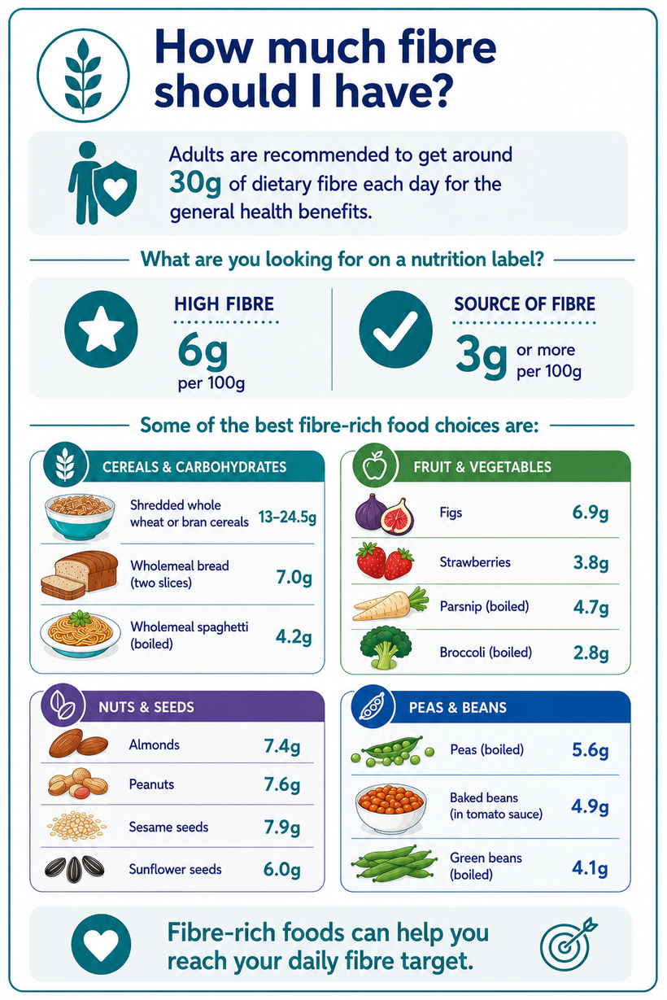 How much fibre
should I have?
Adults are recommended to get around
30g of dietary fibre each day for the
general health benefits.
What are you looking for on a nutrition label?
HIGH FIBRE
6g
per 100g
SOURCE OF FIBRE
3g or more
per 100g
Some of the best fibre-rich food choices are:
CEREALS & CARBOHYDRATES
Shredded whole
wheat or bran cereals 13–24.5g
Wholemeal bread
(two slices) 7.0g
Wholemeal spaghetti
(boiled) 4.2g
FRUIT & VEGETABLES
Figs 6.9g
Strawberries 3.8g
Parsnip (boiled) 4.7g
Broccoli (boiled) 2.8g
NUTS & SEEDS
Almonds 7.4g
Peanuts 7.6g
Sesame seeds 7.9g
Sunflower seeds 6.0g
PEAS & BEANS
Peas (boiled) 5.6g
Baked beans
(in tomato sauce) 4.9g
Green beans
(boiled) 4.1g
Fibre-rich foods can help you
reach your daily fibre target.